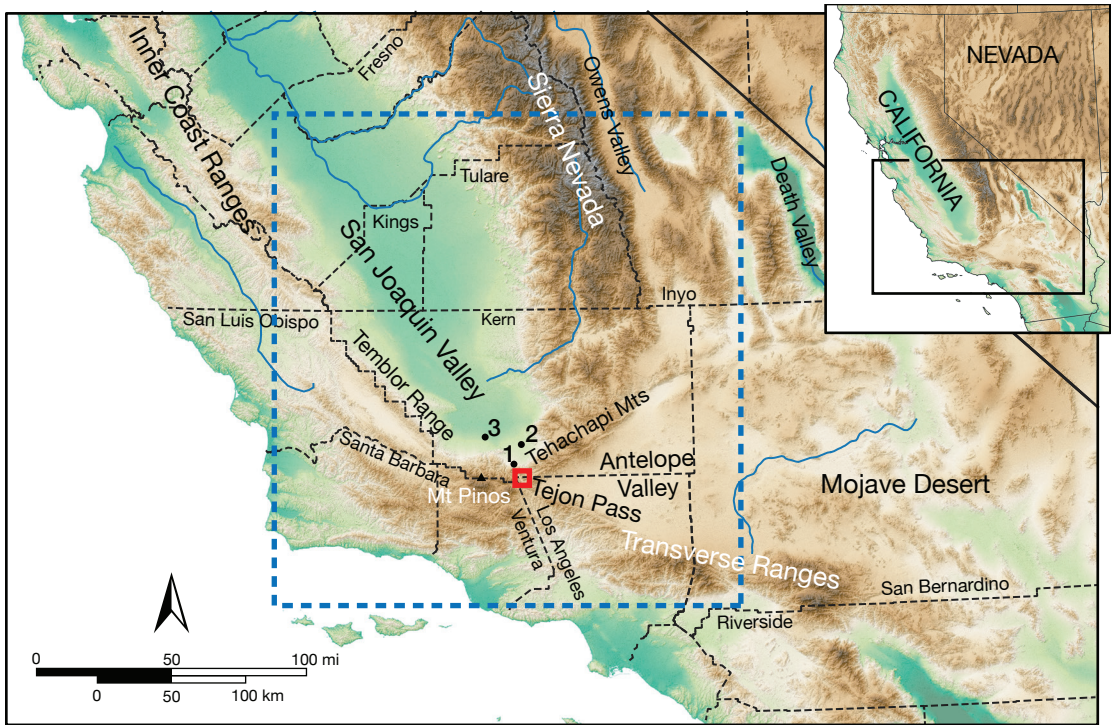 Inner
Coast Ranges
Fresno
Sierra Nevada
Owens Valley
Death Valley
NEVADA
CALIFORNIA
Tulare
Kings
San Joaquin Valley
Inyo
San Luis Obispo
Kern
Temblor Range
3
2
1
Tehachapi Mts
Santa Barbara
Mt Pinos
Antelope
Valley
Tejon Pass
Mojave Desert
Ventura
Los Angeles
Transverse Ranges
San Bernardino
Riverside
0 50 100 mi
0 50 100 km